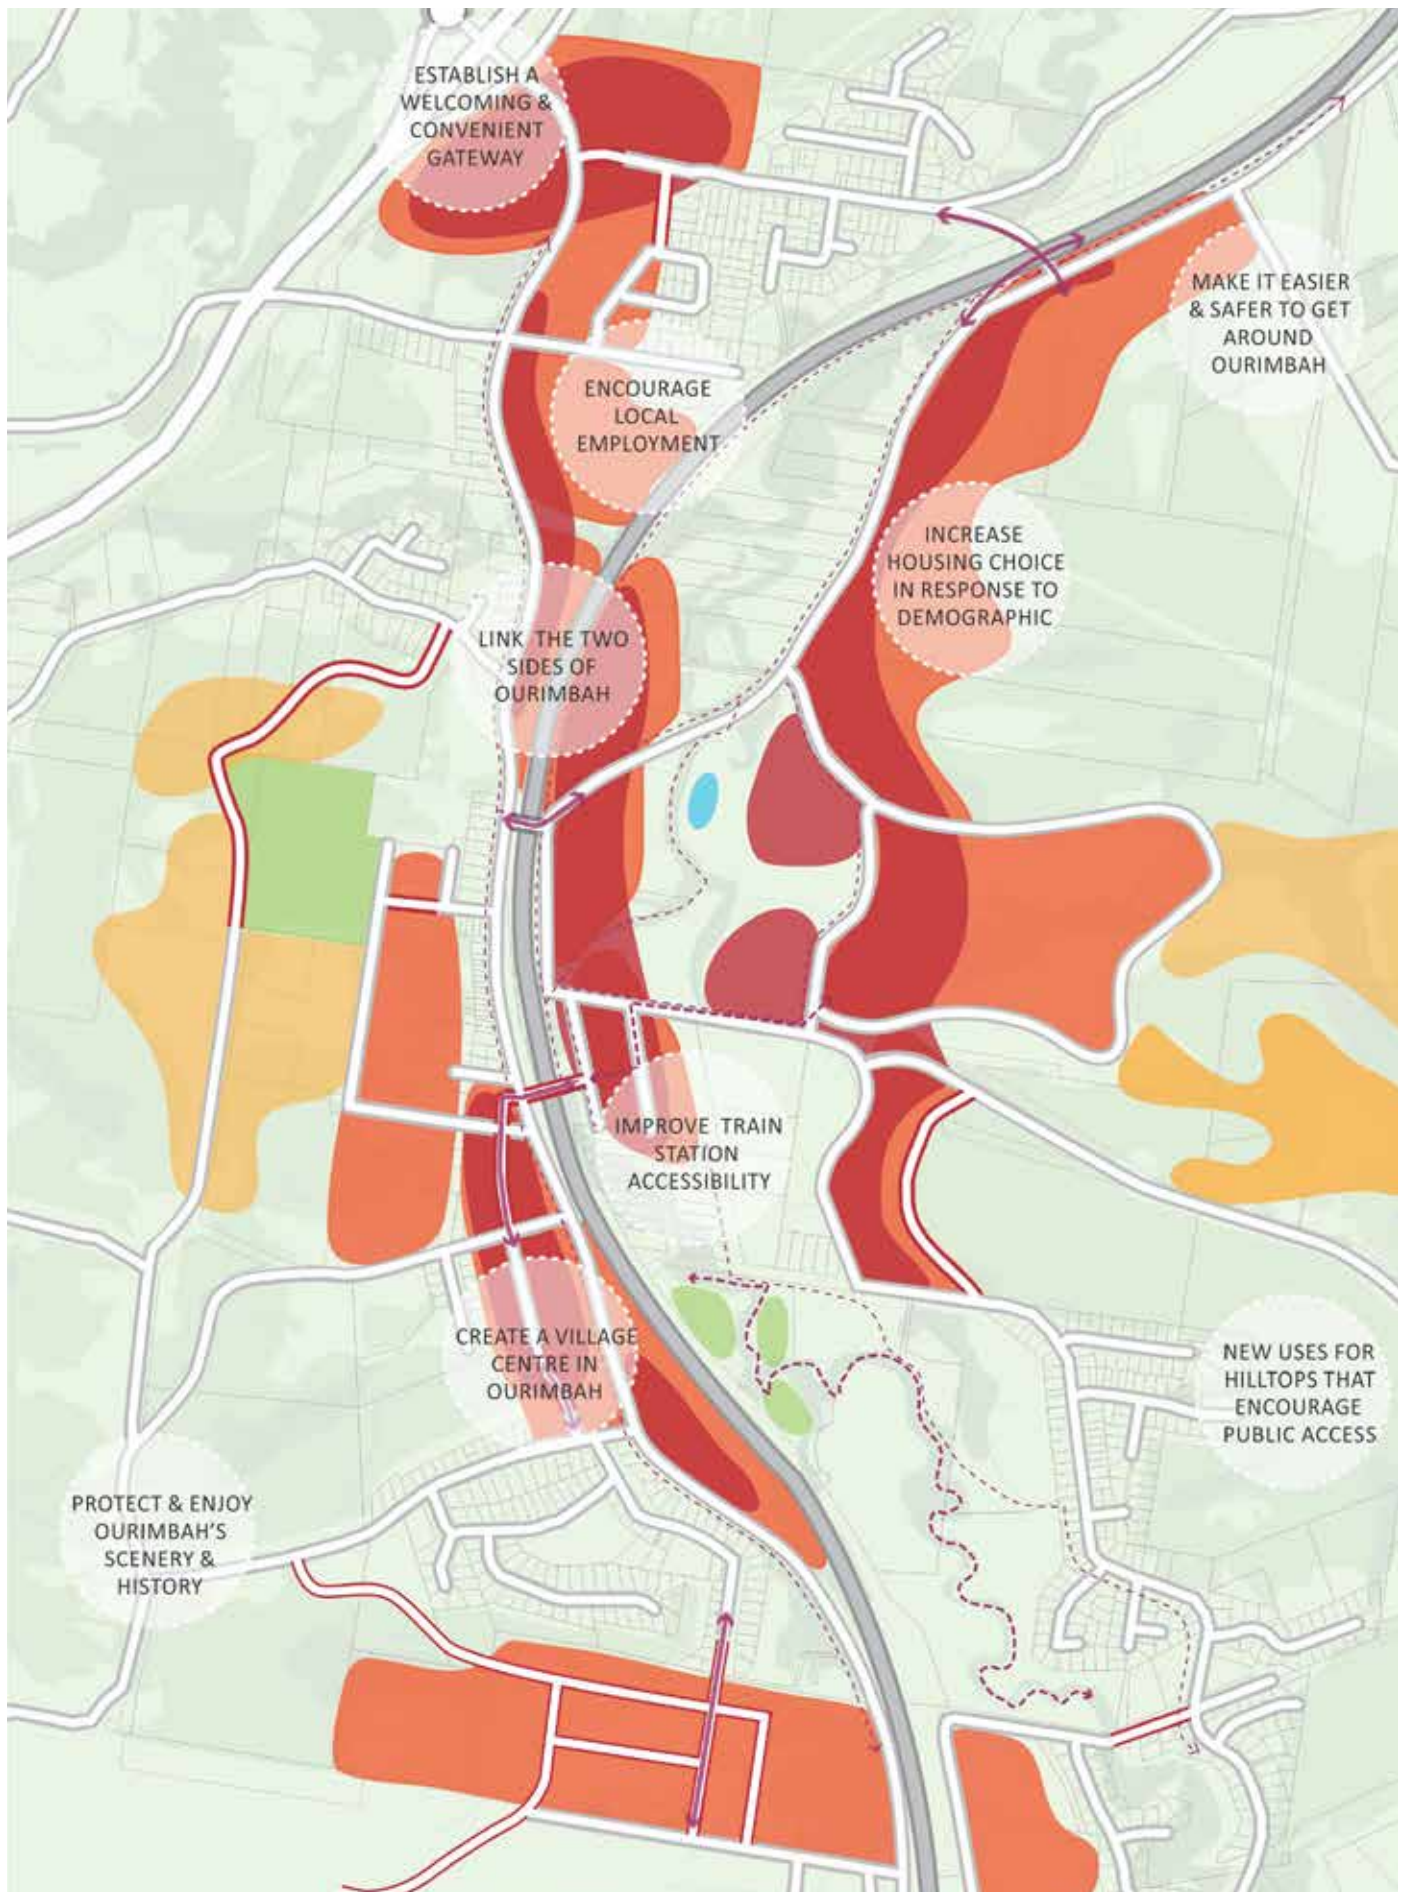 ESTABLISH A
WELCOMING &
CONVENIENT
GATEWAY
MAKE IT EASIER
& SAFER TO GET
AROUND
OURIMBAH
ENCOURAGE
LOCAL
EMPLOYMENT
INCREASE
HOUSING CHOICE
IN RESPONSE TO
DEMOGRAPHIC
LINK THE TWO
SIDES OF
OURIMBAH
IMPROVE TRAIN
STATION
ACCESSIBILITY
CREATE A VILLAGE
CENTRE IN
OURIMBAH
NEW USES FOR
HILLTOPS THAT
ENCOURAGE
PUBLIC ACCESS
PROTECT & ENJOY
OURIMBAH'S
SCENERY &
HISTORY